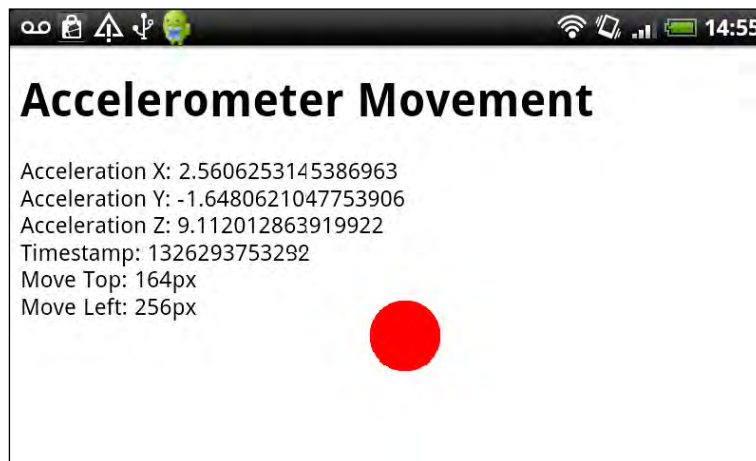 14:55
Accelerometer Movement
Acceleration X: 2.5606253145386963
Acceleration Y: -1.6480621047753906
Acceleration Z: 9.112012863919922
Timestamp: 1326293753292
Move Top: 164px
Move Left: 256px